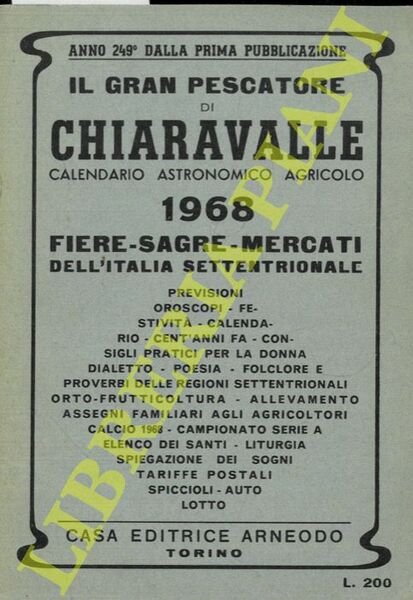 ANNO 249º DALLA PRIMA PUBBLICAZIONE
IL GRAN PESCATORE
DI
CHIARAVALLE
CALENDARIO ASTRONOMICO AGRICOLO
1968
FIERE-SAGRE-MERCATI
DELL'ITALIA SETTENTRIONALE
PREVISIONI
OROSCOPI - FE-
STIVITÀ - CALENDA-
RIO - CENT'ANNI FA - CON-
SIGLI PRATICI PER LA DONNA
DIALETTO - POESIA - FOLCLORE E
PROVERBI DELLE REGIONI SETTENTRIONALI
ORTO-FRUTTICOLTURA - ALLEVAMENTO
ASSEGNI FAMILIARI AGLI AGRICOLTORI
CALCIO 1968 - CAMPIONATO SERIE A
ELENCO DEI SANTI - LITURGIA
SPIEGAZIONE DEI SOGNI
TARIFFE POSTALI
SPICCIOLI - AUTO
LOTTO
CASA EDITRICE ARNEODO
TORINO
L. 200
LIBRERIA PIANI